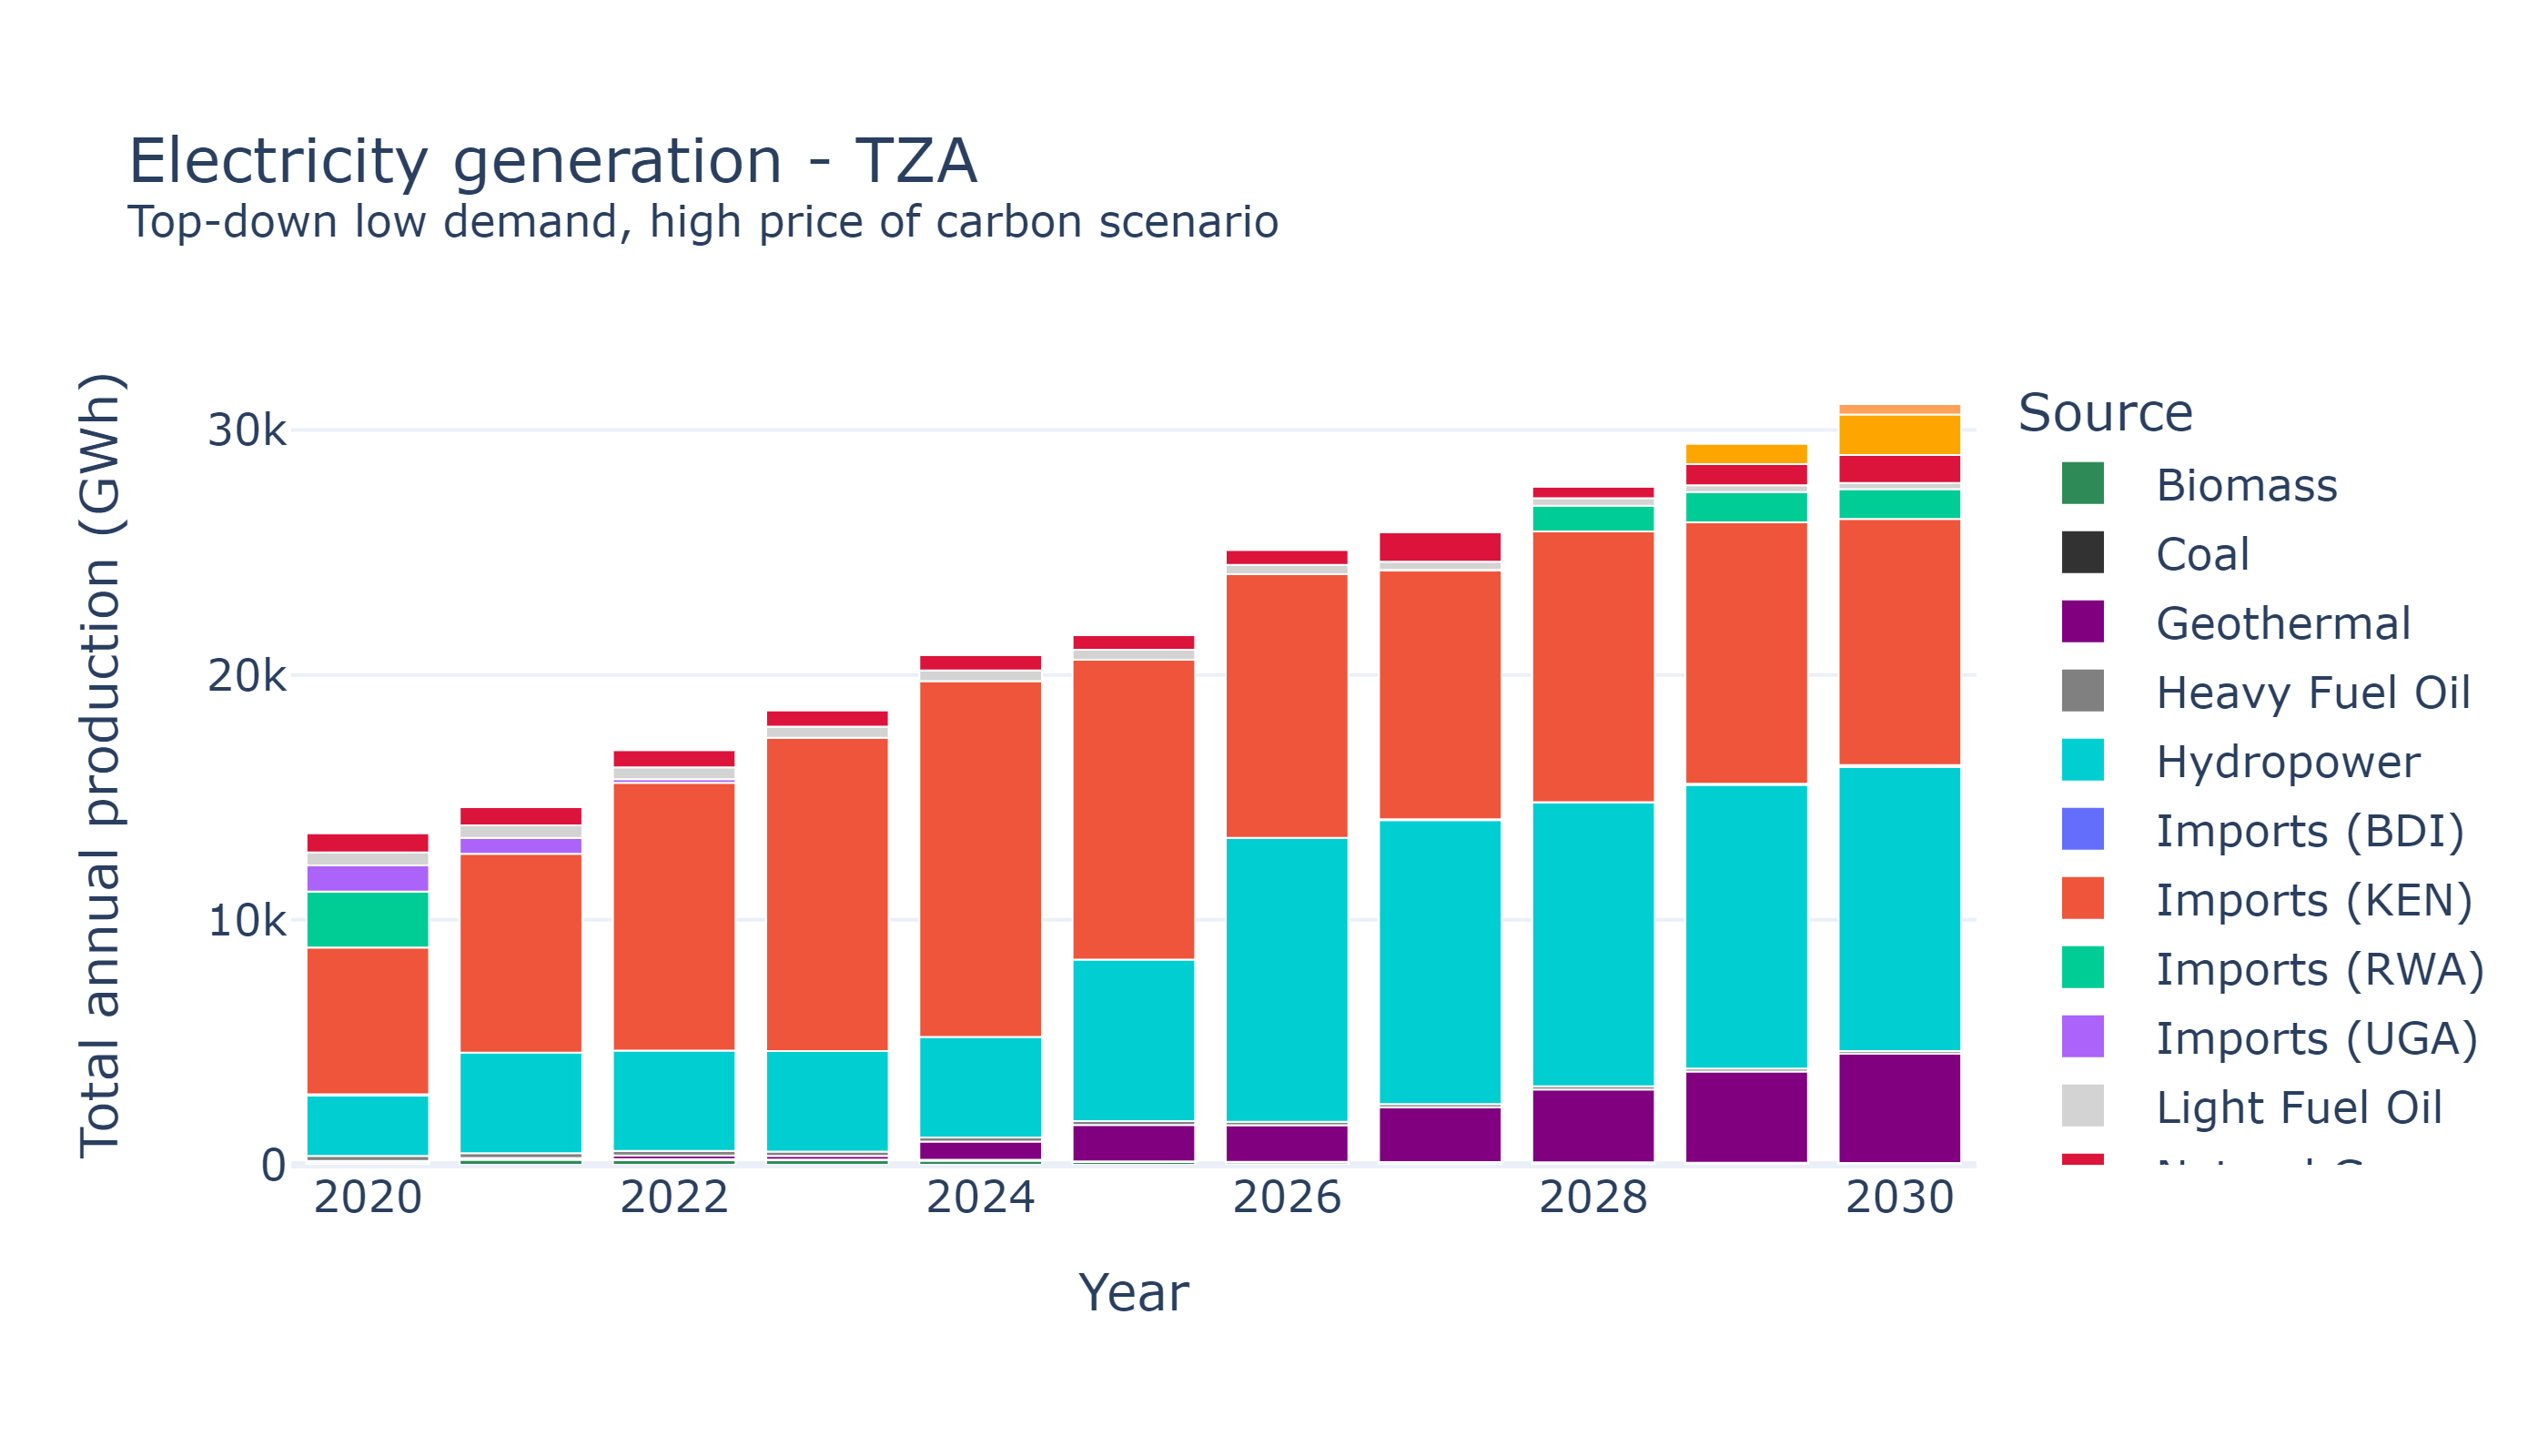 Electricity generation - TZA
Top-down low demand, high price of carbon scenario
Total annual production (GWh)
30k
20k
10k
0
2020
2022
2024
2026
2028
2030
Year
Source
Biomass
Coal
Geothermal
Heavy Fuel Oil
Hydropower
Imports (BDI)
Imports (KEN)
Imports (RWA)
Imports (UGA)
Light Fuel Oil